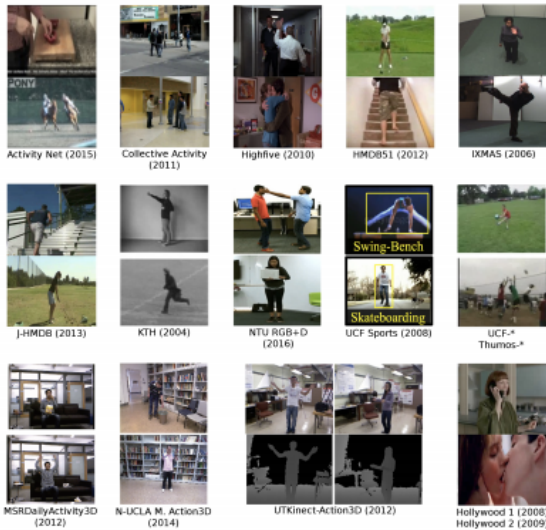 PONY
Activity Net (2015)
Collective Activity
(2011)
Highfive (2010)
HMDB51 (2012)
IXMAS (2006)
Swing-Bench
Skateboarding
J-HMDB (2013)
KTH (2004)
NTU RGB+D
(2016)
UCF Sports (2008)
UCF-*
Thumos-*
MSRDailyActivity3D
(2012)
N-UCLA M. Action3D
(2014)
UTKinect-Action3D (2012)
Hollywood 1 (2008)
Hollywood 2 (2009)